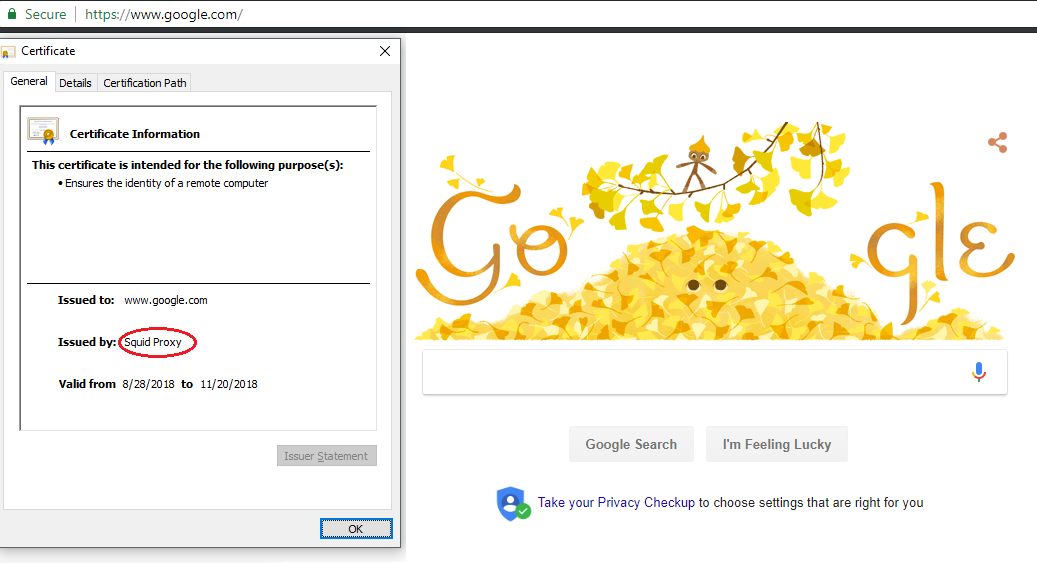 Secure https://www.google.com/
Certificate
General Details Certification Path
Certificate Information
This certificate is intended for the following purpose(s):
• Ensures the identity of a remote computer
Issued to: www.google.com
Issued by: Squid Proxy
Valid from 8/28/2018 to 11/20/2018
Issuer Statement
OK
Google
Google Search I'm Feeling Lucky
Take your Privacy Checkup to choose settings that are right for you